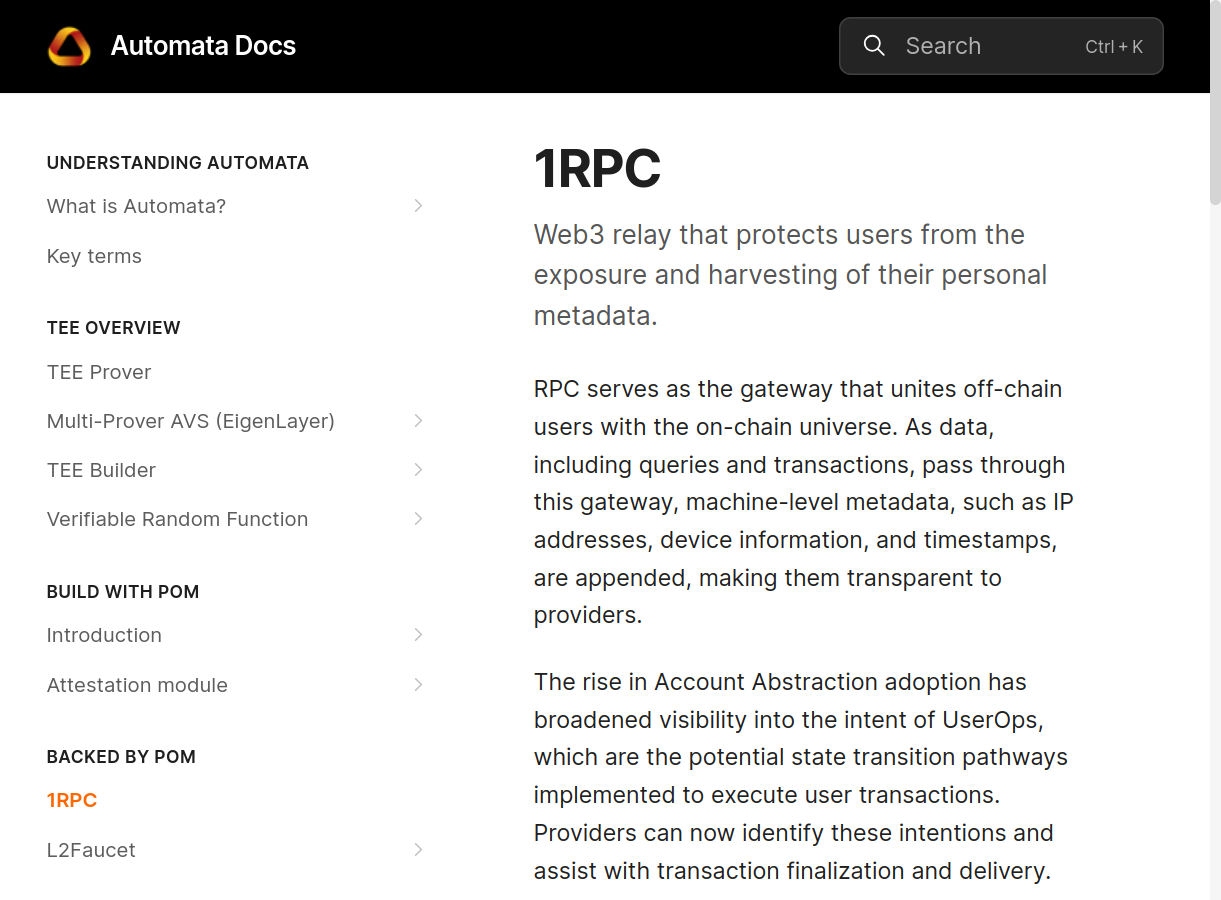 Automata Docs
Search
Ctrl + K
UNDERSTANDING AUTOMATA
What is Automata?
Key terms
TEE OVERVIEW
TEE Prover
Multi-Prover AVS (EigenLayer)
TEE Builder
Verifiable Random Function
BUILD WITH POM
Introduction
Attestation module
BACKED BY POM
1RPC
L2Faucet
1RPC
Web3 relay that protects users from the
exposure and harvesting of their personal
metadata.
RPC serves as the gateway that unites off-chain
users with the on-chain universe. As data,
including queries and transactions, pass through
this gateway, machine-level metadata, such as IP
addresses, device information, and timestamps,
are appended, making them transparent to
providers.
The rise in Account Abstraction adoption has
broadened visibility into the intent of UserOps,
which are the potential state transition pathways
implemented to execute user transactions.
Providers can now identify these intentions and
assist with transaction finalization and delivery.